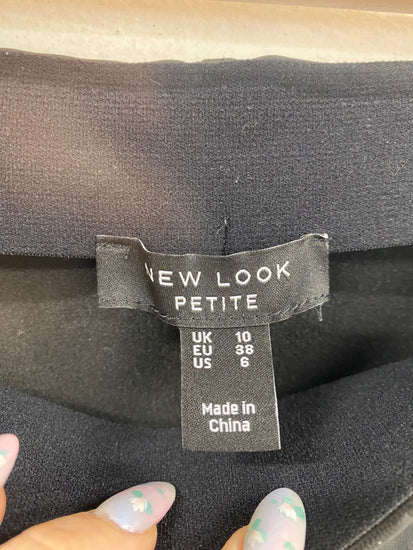 NEW LOOK
PETITE
UK 10
EU 38
US 6
Made in
China